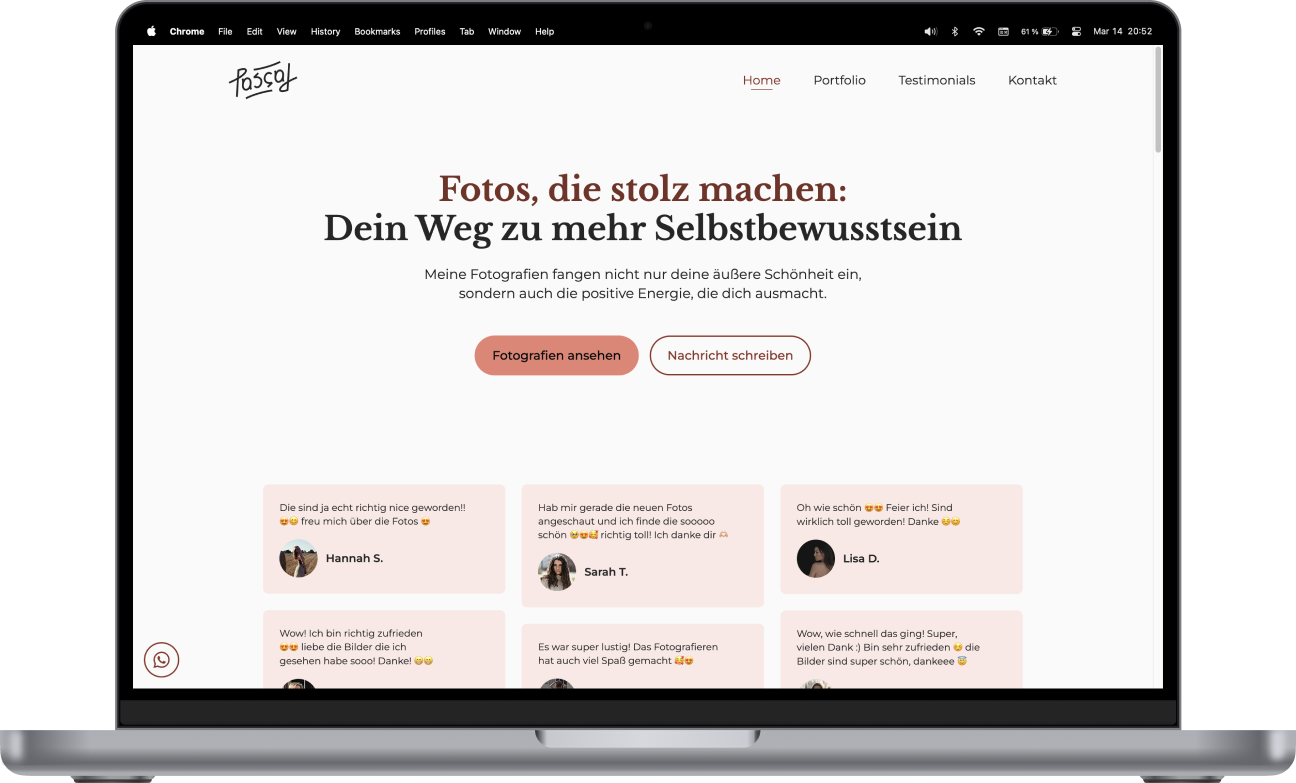 Chrome File Edit View History Bookmarks Profiles Tab Window Help 61 % Mar 14 20:52
Pascal Home Portfolio Testimonials Kontakt
Fotos, die stolz machen:
Dein Weg zu mehr Selbstbewusstsein
Meine Fotografien fangen nicht nur deine äußere Schönheit ein,
sondern auch die positive Energie, die dich ausmacht.
Fotografien ansehen Nachricht schreiben
Die sind ja echt richtig nice geworden!!
😍😊 freu mich über die Fotos 😍
Hannah S.
Hab mir gerade die neuen Fotos
angeschaut und ich finde die sooooo
schön 🥹😍🥰 richtig toll! Ich danke dir 🫶🏻
Sarah T.
Oh wie schön 😍😍 Feier ich! Sind
wirklich toll geworden! Danke 😊😊
Lisa D.
Wow! Ich bin richtig zufrieden
😍😍 liebe die Bilder die ich
gesehen habe sooo! Danke! 😁😁
Es war super lustig! Das Fotografieren
hat auch viel Spaß gemacht 🥰😍
Wow, wie schnell das ging! Super,
vielen Dank :) Bin sehr zufrieden 😊 die
Bilder sind super schön, dankeee 😇